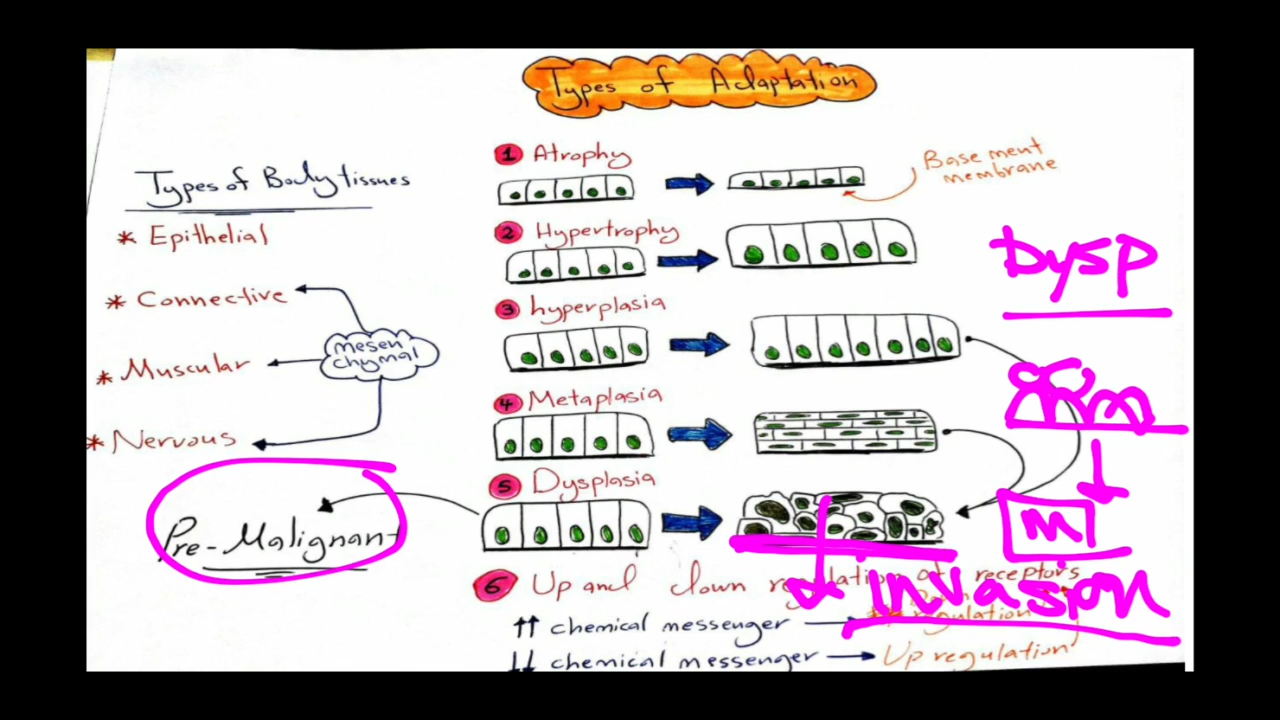 Types of Adaptation
Types of Body tissues
* Epithelial
* Connective
* Muscular
* Nervous
mesen
chymal
Pre-Malignant
1 Atrophy
Basement
membrane
2 Hypertrophy
3 hyperplasia
4 Metaplasia
5 Dysplasia
6 Up and down regulation of receptors
↑↑ chemical messenger → regulation
↓↓ chemical messenger → Up regulation
Dysp
M
invasion